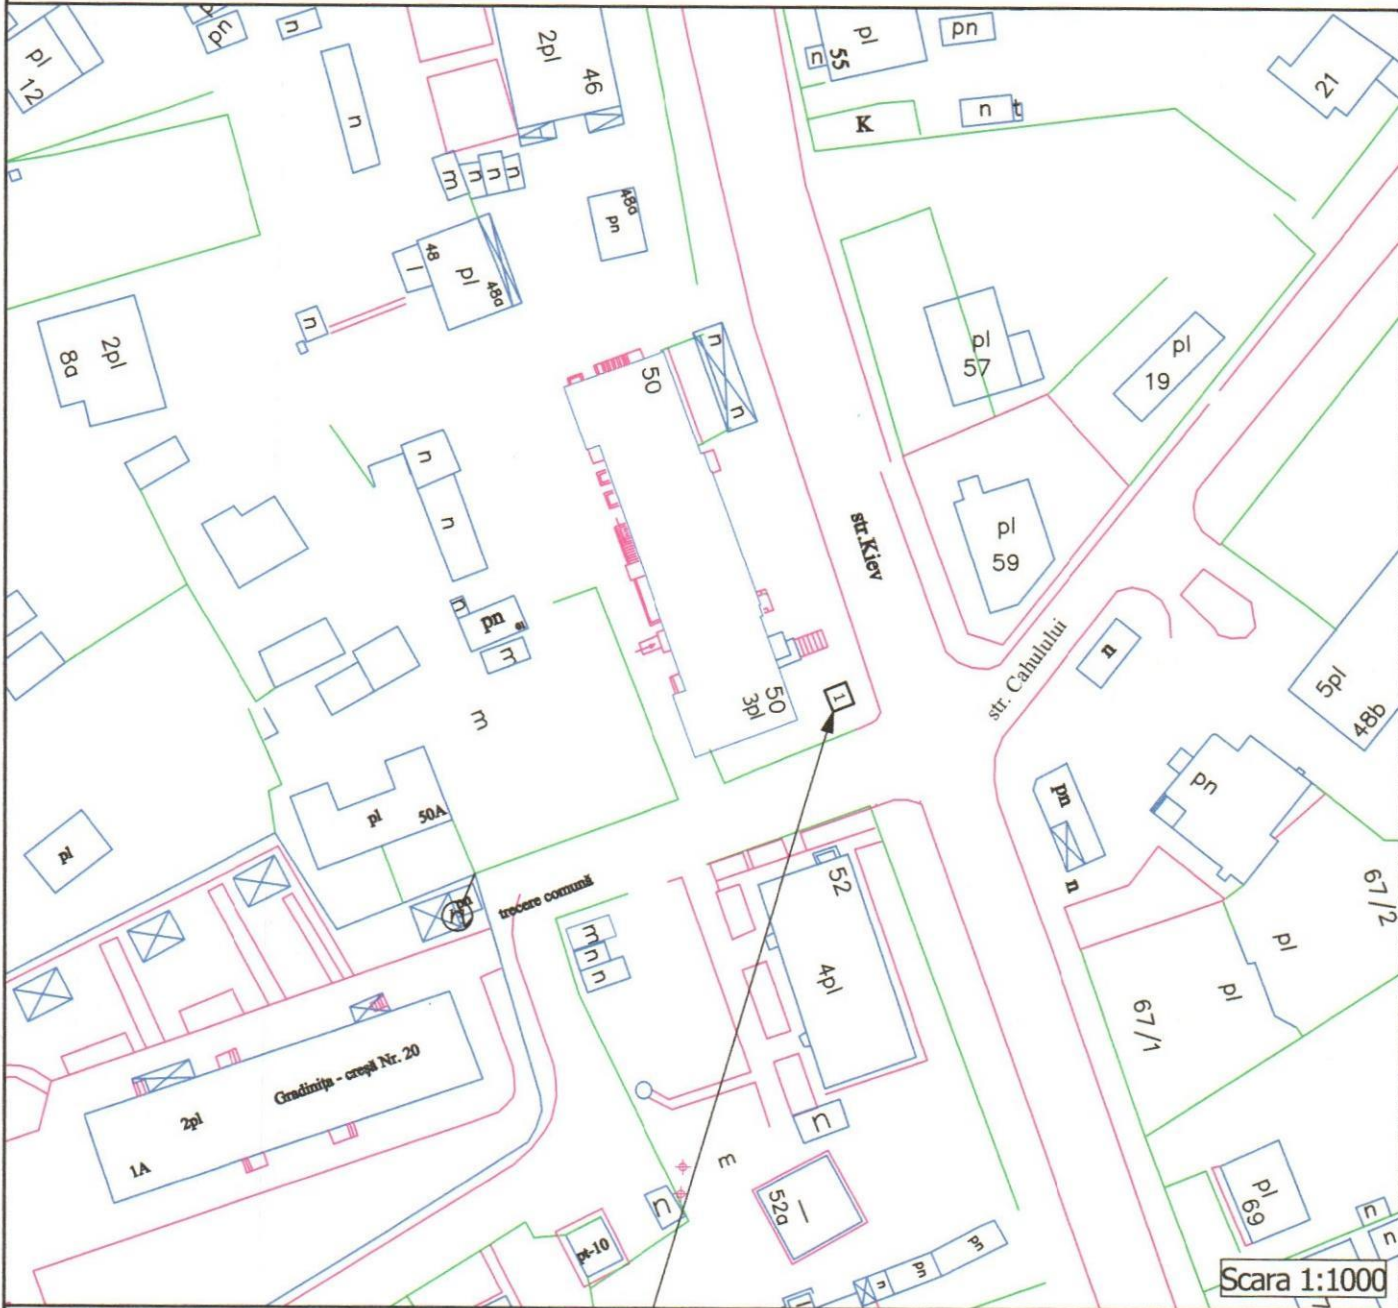 pl
12
pn
n
n
2pl
46
pl
55
n
pn
n
t
K
21
m
n
n
n
48a
pn
48
pl
48a
l
n
2pl
8a
50
n
n
pl
57
pl
19
n
n
str.Kiev
pl
59
n
pn
m
m
50
3pl
1
str. Cahulului
n
5pl
48b
pl
50A
pl
pn
pn
n
67/2
pl
pl
67/1
pn
trecere comună
52
4pl
m
n
n
Gradinița - creșă Nr. 20
2pl
1A
n
m
l
52a
n
pt-10
pl
69
n
n
pn
pn
n
l
Scara 1:1000